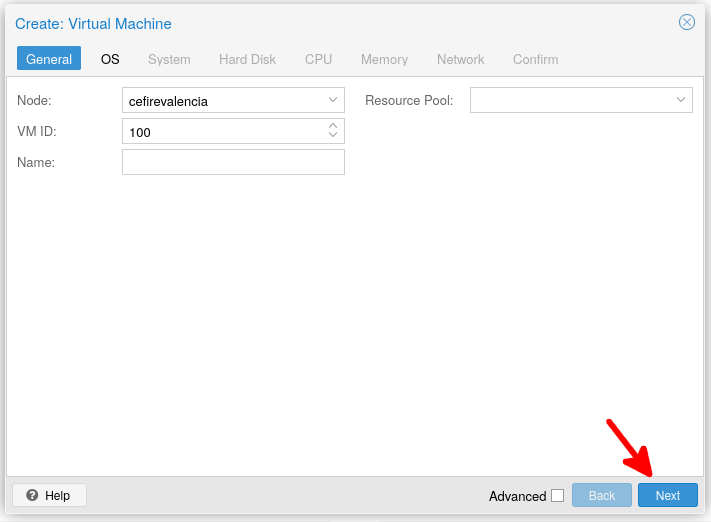 Create: Virtual Machine
General OS System Hard Disk CPU Memory Network Confirm
Node: cefirevalencia Resource Pool:
VM ID: 100
Name:
Help Advanced Back Next